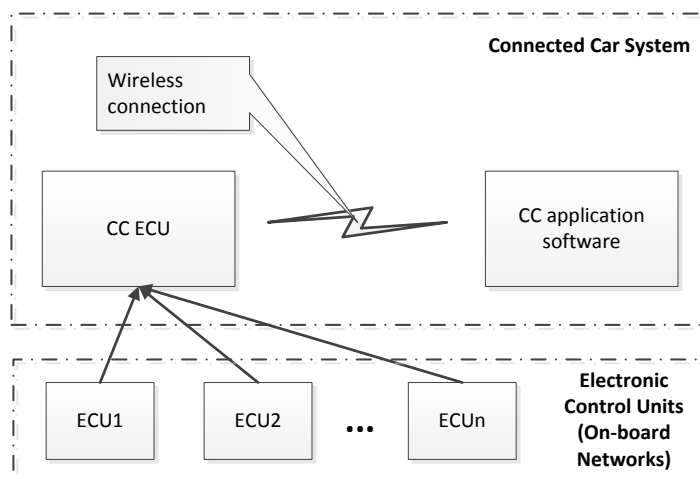 Connected Car System
Wireless
connection
CC ECU
CC application
software
ECU1
ECU2
...
ECUn
Electronic
Control Units
(On-board
Networks)